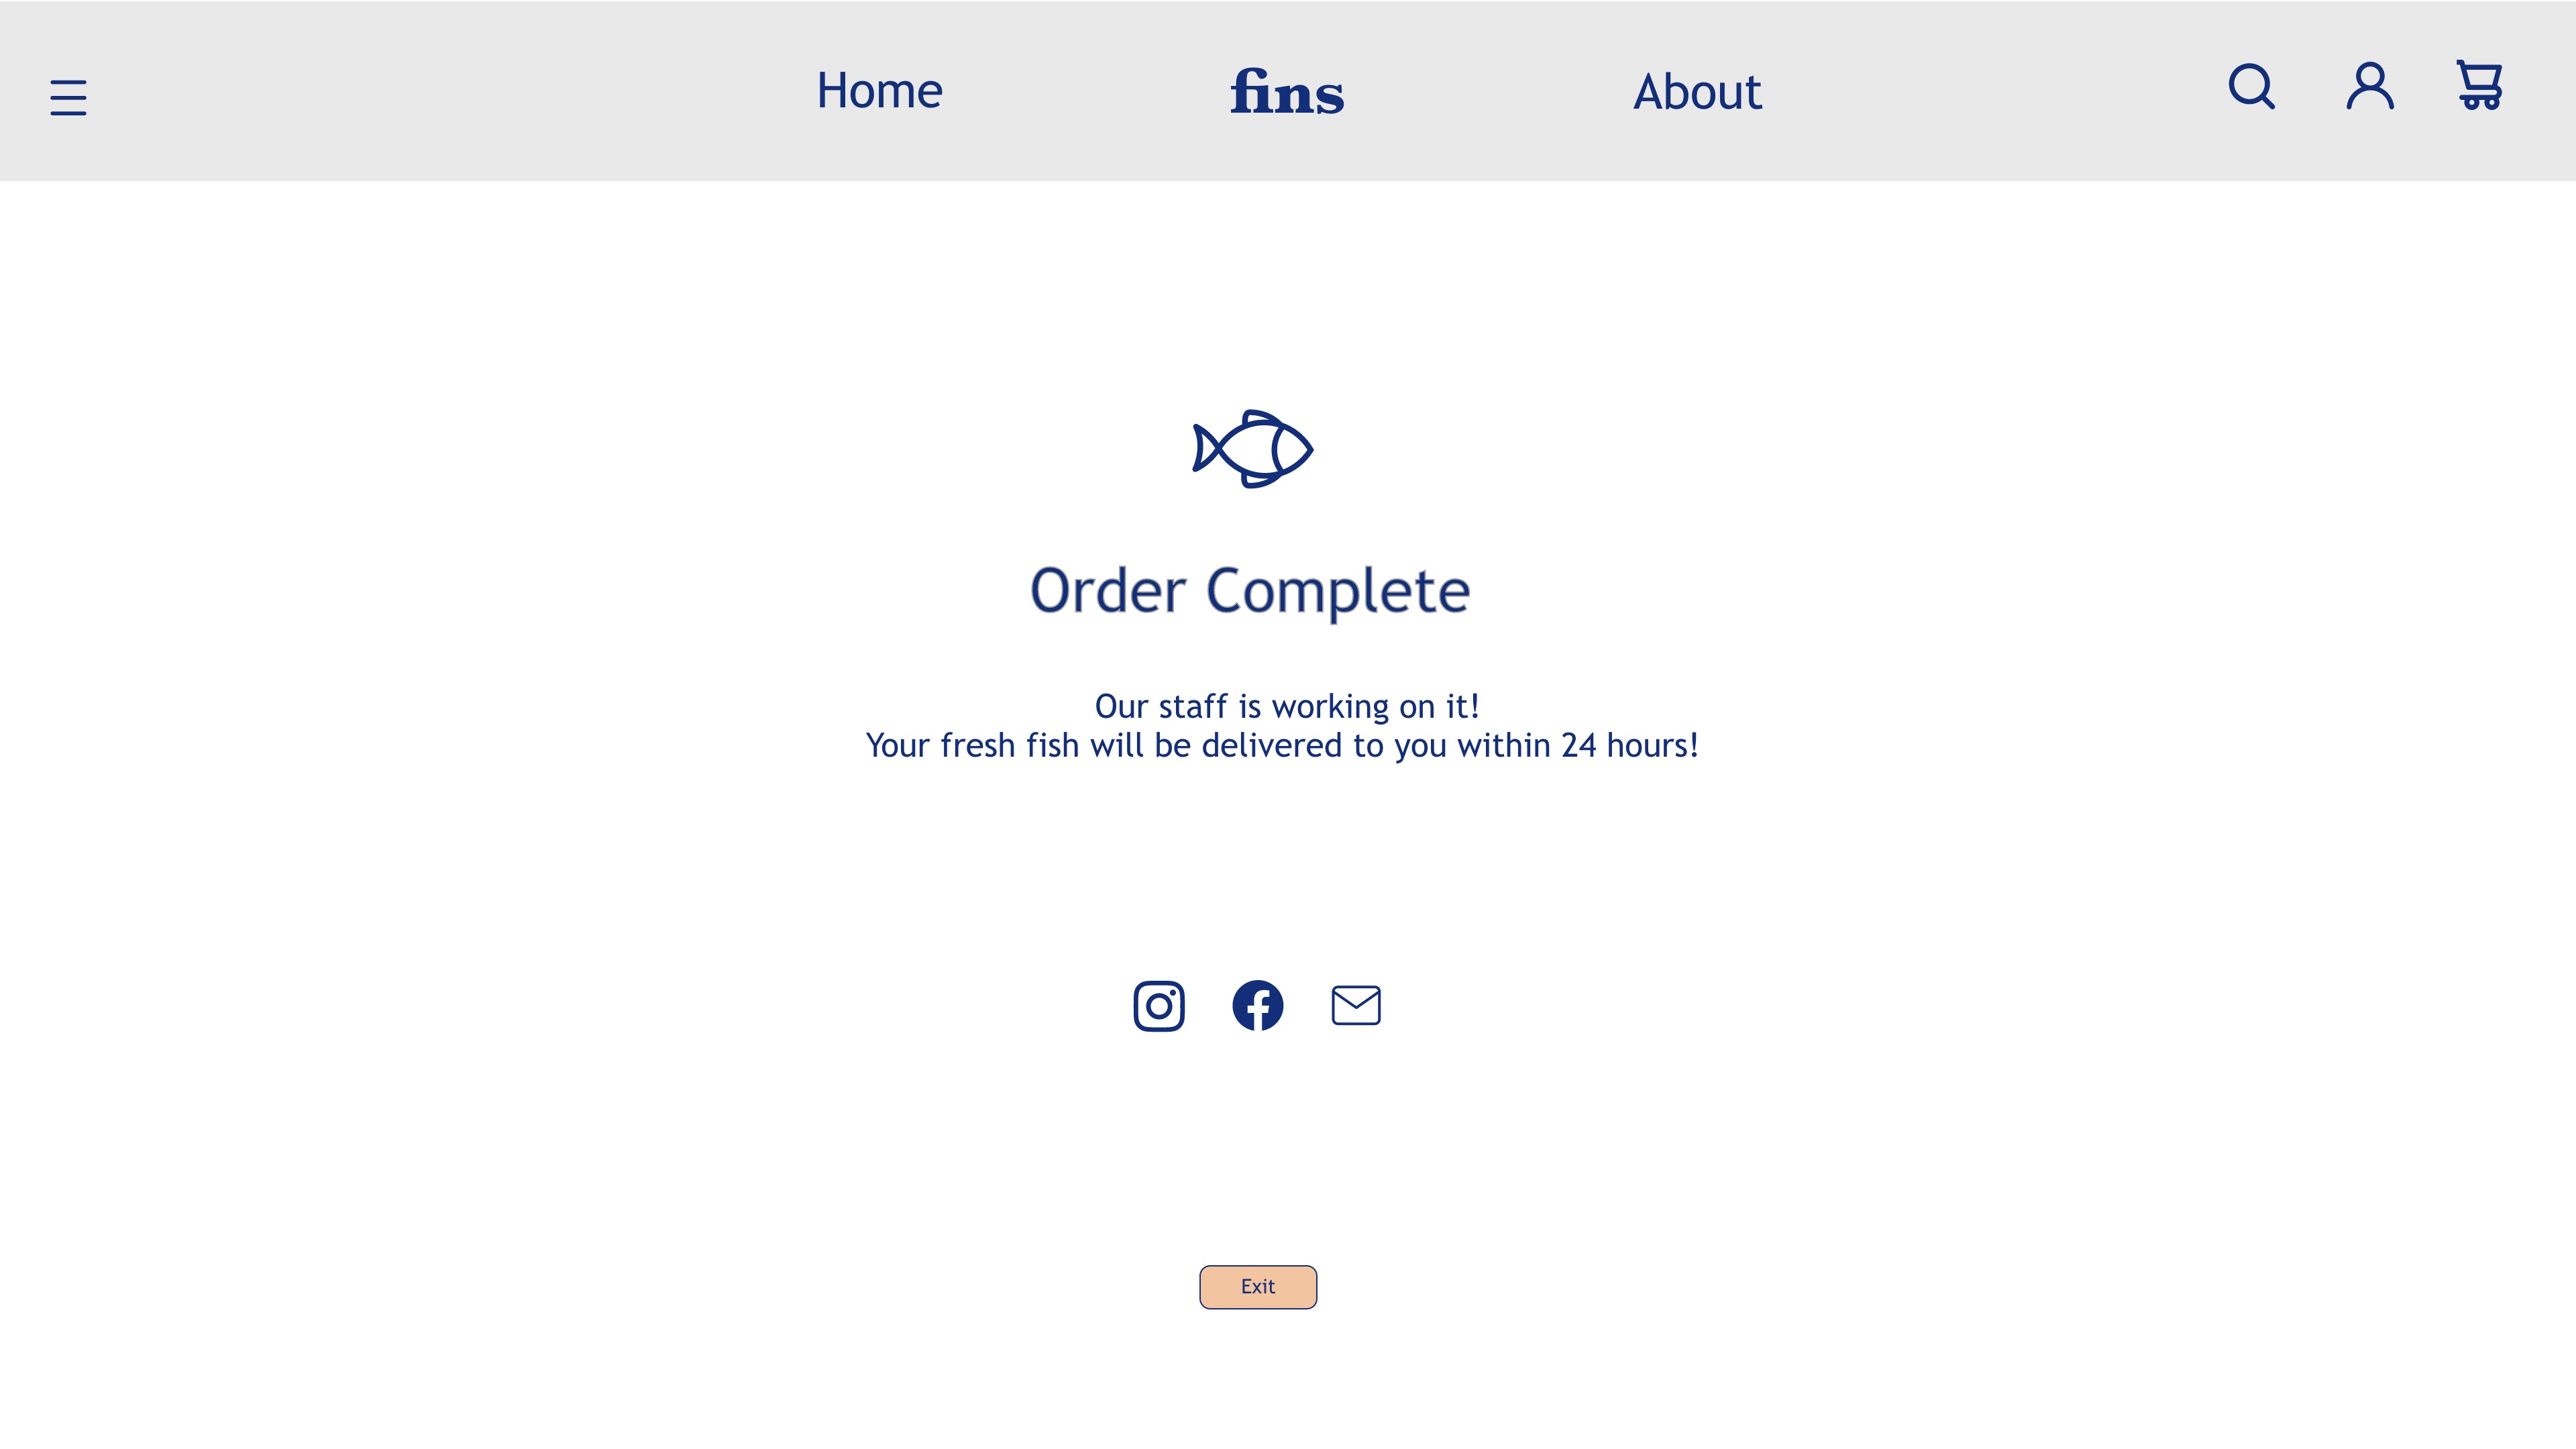 Home fins About
Order Complete
Our staff is working on it!
Your fresh fish will be delivered to you within 24 hours!
Exit